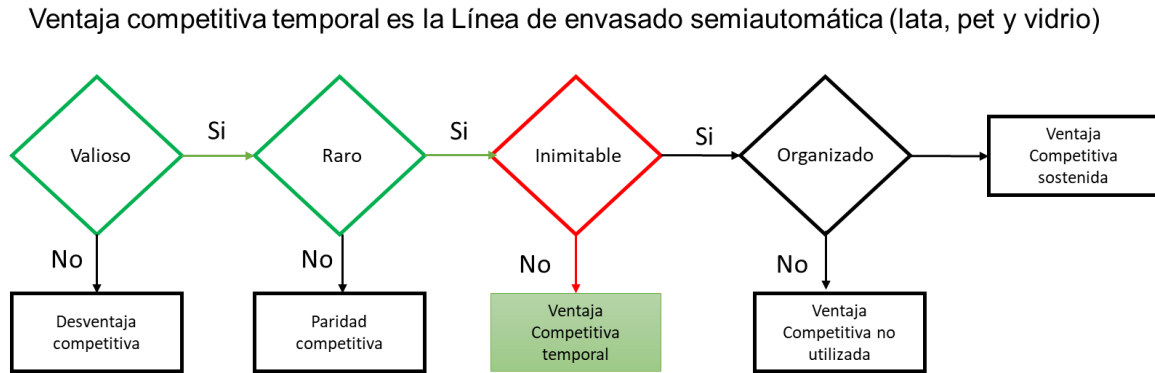 Ventaja competitiva temporal es la Línea de envasado semiautomática (lata, pet y vidrio)
Valioso
Si
Raro
Si
Inimitable
Si
Organizado
Ventaja
Competitiva
sostenida
No
No
No
No
Desventaja
competitiva
Paridad
competitiva
Ventaja
Competitiva
temporal
Ventaja
Competitiva no
utilizada